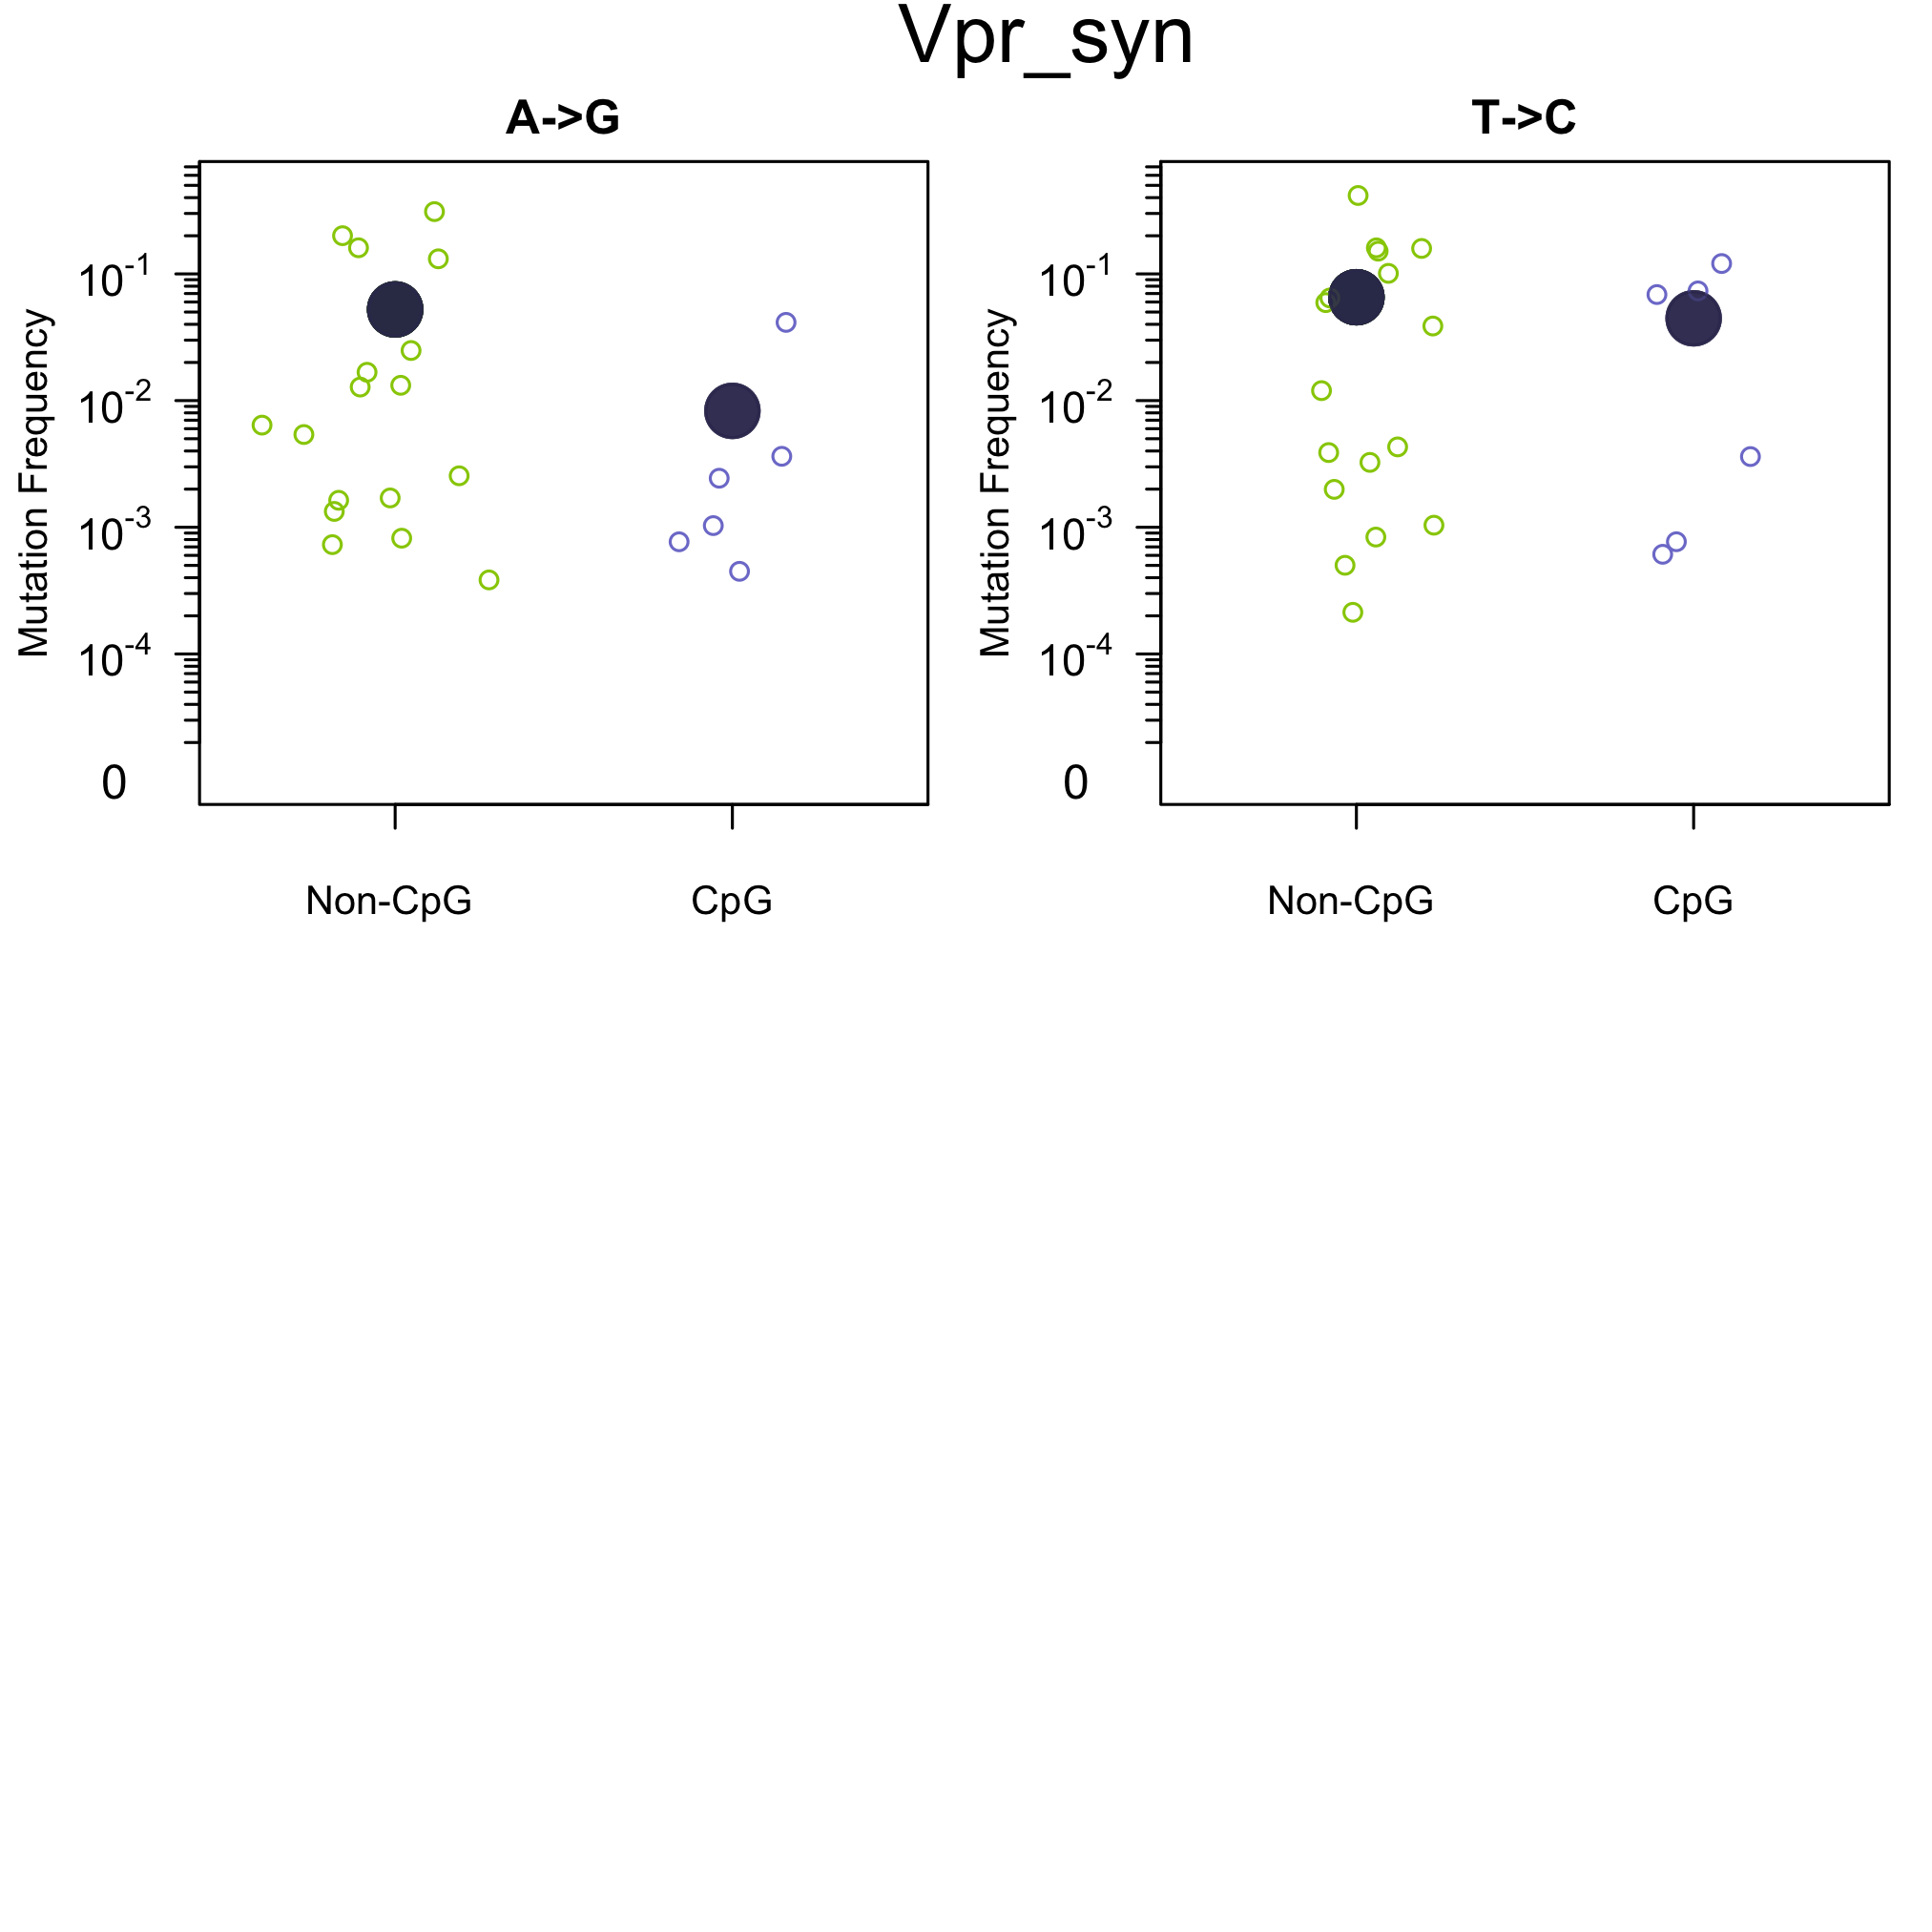 Vpr_syn
A->G
Mutation Frequency
10-1
10-2
10-3
10-4
0
Non-CpG CpG
T->C
Mutation Frequency
10-1
10-2
10-3
10-4
0
Non-CpG CpG